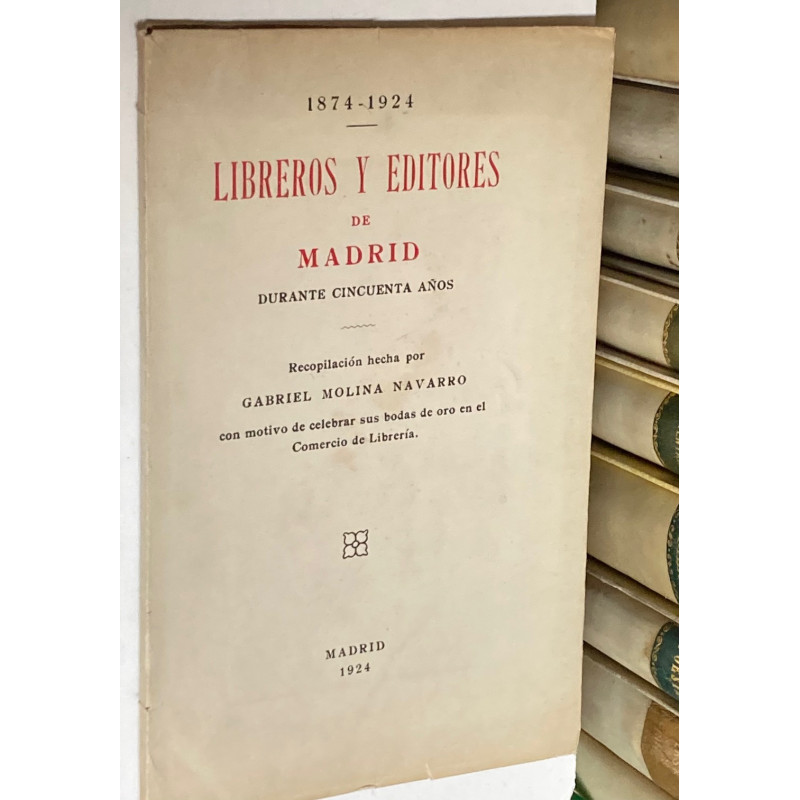 1874-1924
LIBREROS Y EDITORES
DE
MADRID
DURANTE CINCUENTA AÑOS
Recopilación hecha por
GABRIEL MOLINA NAVARRO
con motivo de celebrar sus bodas de oro en el
Comercio de Librería.
MADRID
1924